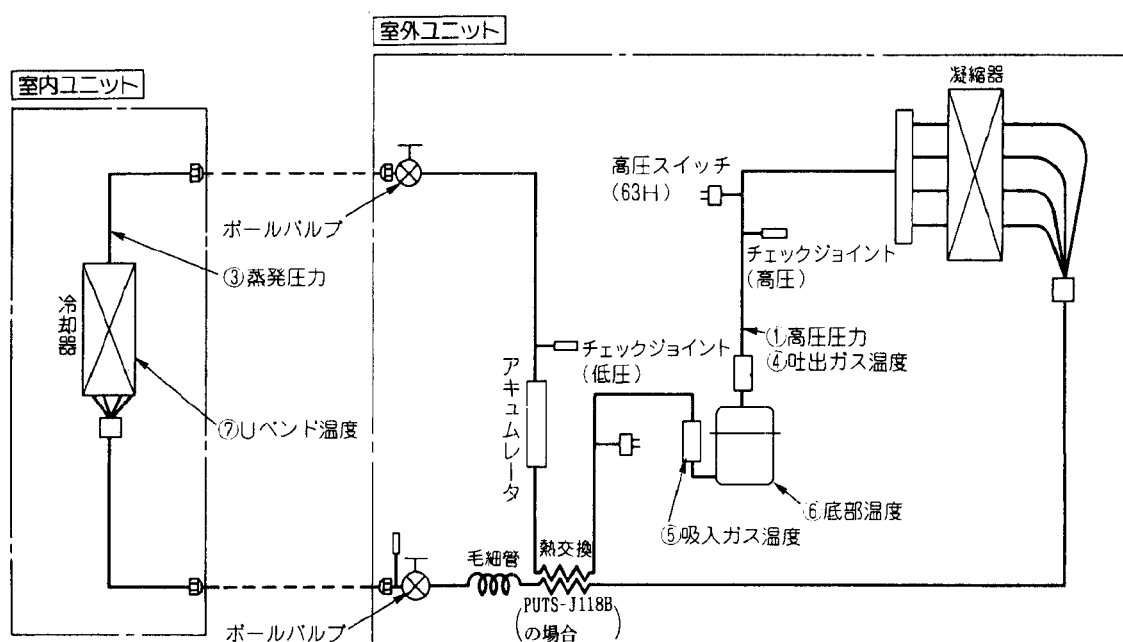 室外ユニット
室内ユニット
凝縮器
高圧スイッチ
(63H)
ボールバルブ
チェックジョイント
(高圧)
③蒸発圧力
冷却器
①高圧圧力
④吐出ガス温度
チェックジョイント
(低圧)
アキュムレータ
⑦Uベンド温度
⑥底部温度
⑤吸入ガス温度
毛細管
熱交換
(PUTS-J118B
の場合)
ボールバルブ